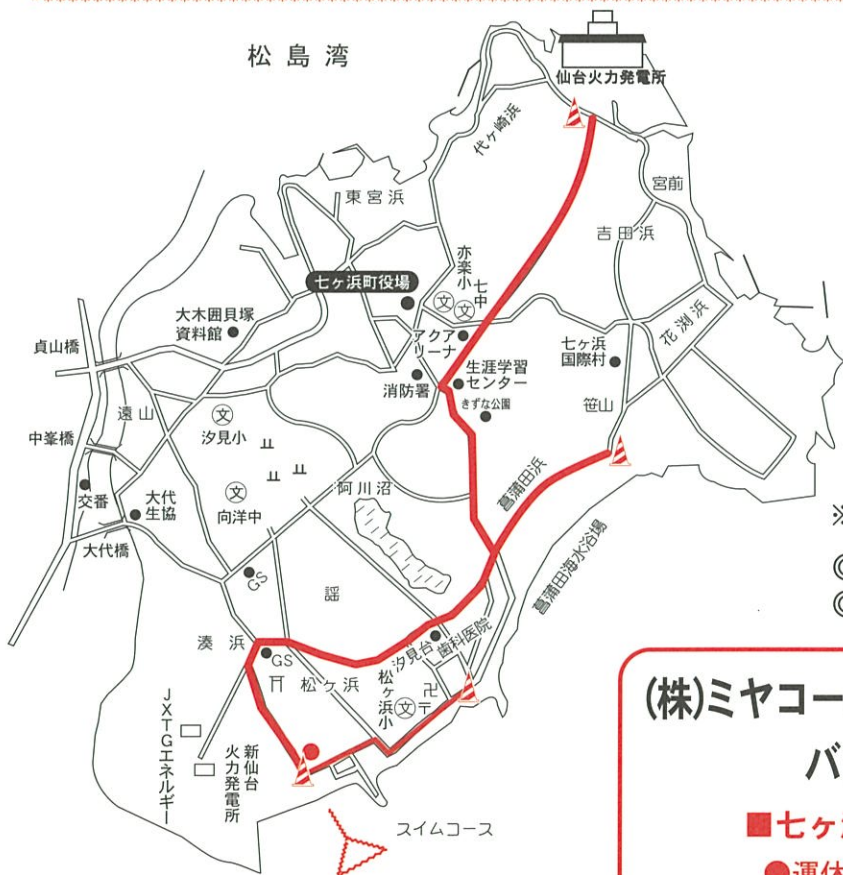 松島湾
仙台火力発電所
代ヶ崎浜
東宮浜
宮前
吉田浜
亦楽小
七中
文
文
七ヶ浜町役場
花渕浜
大木囲貝塚
資料館
アクア
リーナ
七ヶ浜
国際村
貞山橋
消防署
生涯学習
センター
きずな公園
遠山
文
汐見小
笹山
中峯橋
交番
大代
生協
文
向洋中
阿川沼
菖蒲田浜
大代橋
菖蒲田海水浴場
※
◎
◎
GS
謡
湊浜
GS
汐見台
歯科医院
松ヶ浜
松ヶ浜小
文
卍
〒
JXTGエネルギー
新仙台
火力発電所
スイムコース
(株)ミヤコー
バ
■七ヶ
●運休